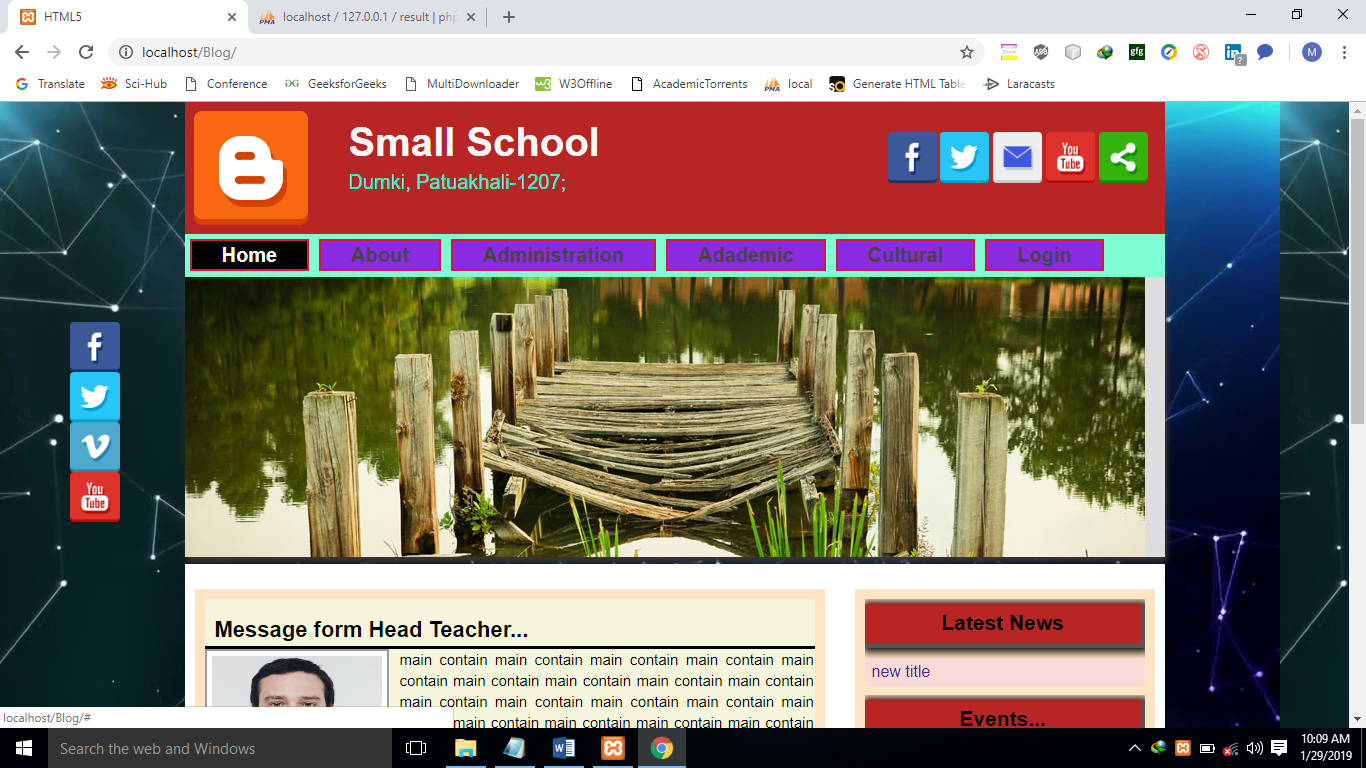 HTML5
localhost / 127.0.0.1 / result | php
localhost/Blog/
Translate Sci-Hub Conference GeeksforGeeks MultiDownloader W3Offline AcademicTorrents local Generate HTML Table Laracasts
Small School
Dumki, Patuakhali-1207;
You Tube
Home About Administration Adademic Cultural Login
You Tube
Message form Head Teacher...
main contain main contain main contain main contain main
contain main contain main contain main contain main contain
main contain main contain main contain main contain main
main contain main contain main contain main contain
Latest News
new title
Events...
localhost/Blog/#
Search the web and Windows
10:09 AM
1/29/2019